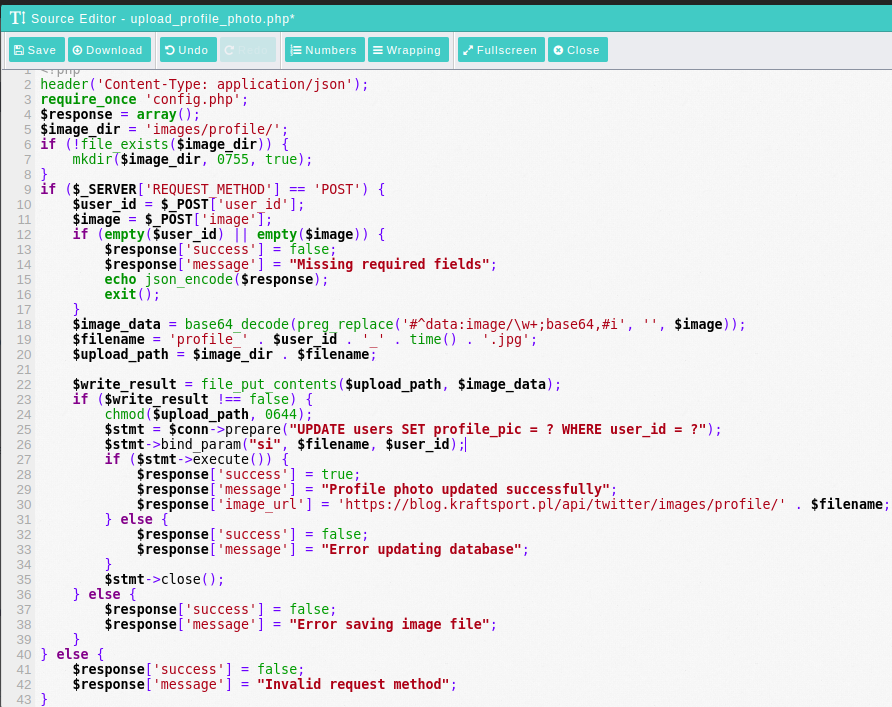 T! Source Editor - upload_profile_photo.php*
Save Download Undo Numbers Wrapping Fullscreen Close
1 <?php
2 header('Content-Type: application/json');
3 require_once 'config.php';
4 $response = array();
5 $image_dir = 'images/profile/';
6 if (!file_exists($image_dir)) {
7     mkdir($image_dir, 0755, true);
8 }
9 if ($_SERVER['REQUEST_METHOD'] == 'POST') {
10     $user_id = $_POST['user_id'];
11     $image = $_POST['image'];
12     if (empty($user_id) || empty($image)) {
13         $response['success'] = false;
14         $response['message'] = "Missing required fields";
15         echo json_encode($response);
16         exit();
17     }
18     $image_data = base64_decode(preg_replace('#^data:image/\w+;base64,#i', '', $image));
19     $filename = 'profile_' . $user_id . '_' . time() . '.jpg';
20     $upload_path = $image_dir . $filename;
21
22     $write_result = file_put_contents($upload_path, $image_data);
23     if ($write_result !== false) {
24         chmod($upload_path, 0644);
25         $stmt = $conn->prepare("UPDATE users SET profile_pic = ? WHERE user_id = ?");
26         $stmt->bind_param("si", $filename, $user_id);
27         if ($stmt->execute()) {
28             $response['success'] = true;
29             $response['message'] = "Profile photo updated successfully";
30             $response['image_url'] = 'https://blog.kraftsport.pl/api/twitter/images/profile/' . $filename;
31         } else {
32             $response['success'] = false;
33             $response['message'] = "Error updating database";
34         }
35         $stmt->close();
36     } else {
37         $response['success'] = false;
38         $response['message'] = "Error saving image file";
39     }
40 } else {
41     $response['success'] = false;
42     $response['message'] = "Invalid request method";
43 }